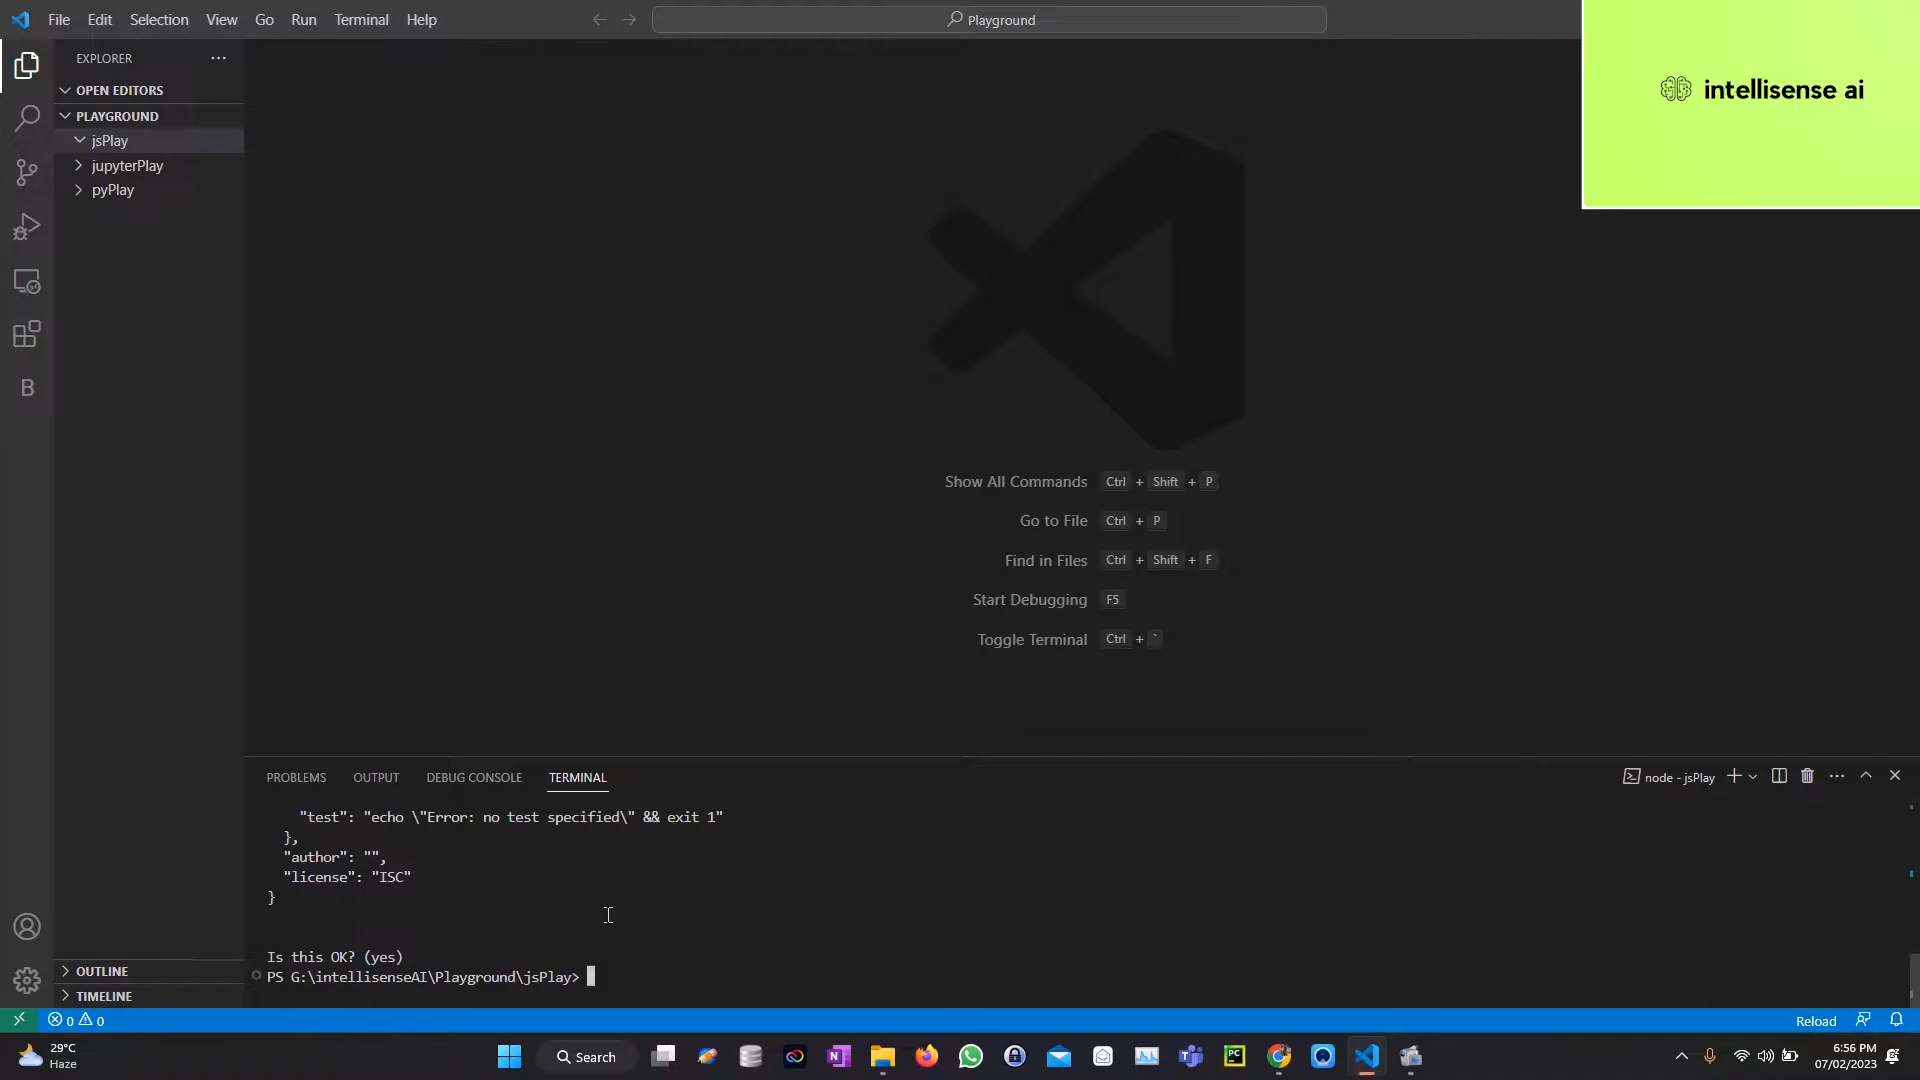 File Edit Selection View Go Run Terminal Help
Playground
intellisense ai
EXPLORER
OPEN EDITORS
PLAYGROUND
jsPlay
jupyterPlay
pyPlay
B
Show All Commands Ctrl + Shift + P
Go to File Ctrl + P
Find in Files Ctrl + Shift + F
Start Debugging F5
Toggle Terminal Ctrl + `
PROBLEMS OUTPUT DEBUG CONSOLE TERMINAL
node - jsPlay
"test": "echo \"Error: no test specified\" && exit 1"
},
"author": "",
"license": "ISC"
}
Is this OK? (yes)
PS G:\intellisenseAI\Playground\jsPlay>
OUTLINE
TIMELINE
0 0
Reload
29°C
Haze
Search
N
PC
6:56 PM
07/02/2023